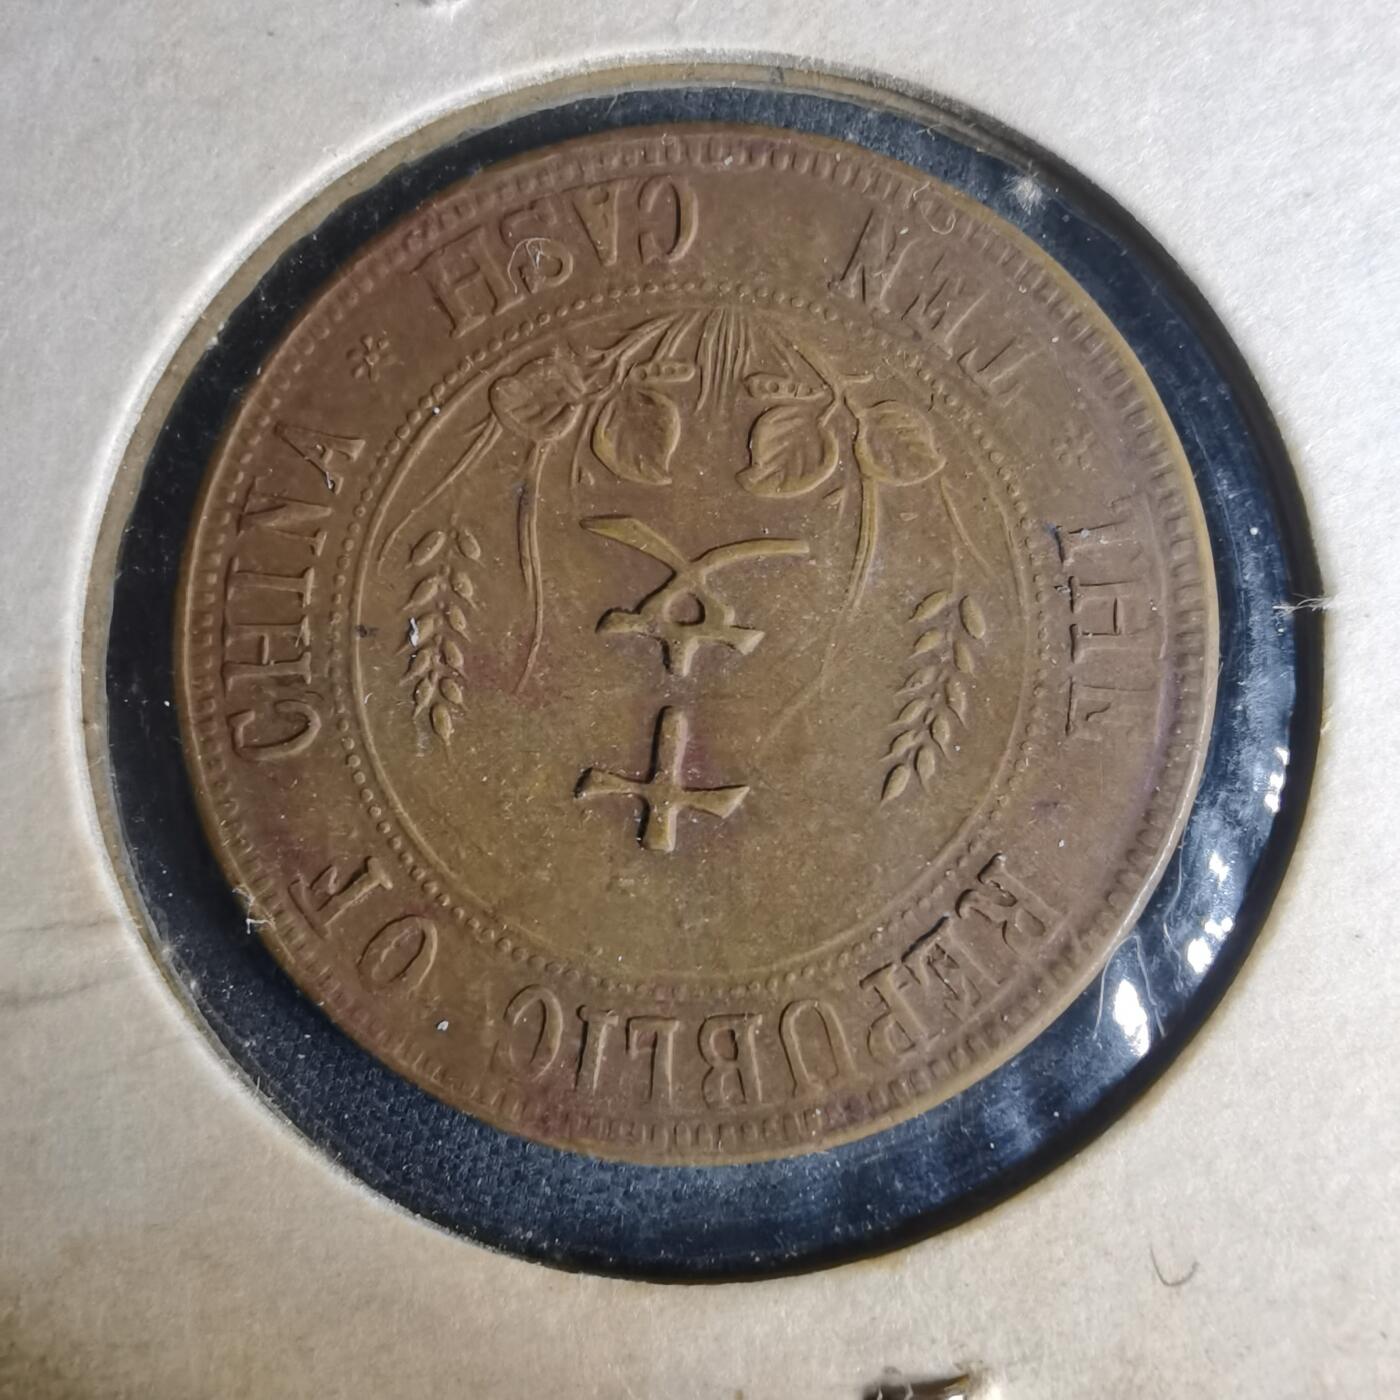 THE REPUBLIC OF CHINA
十
文
TEN CASH